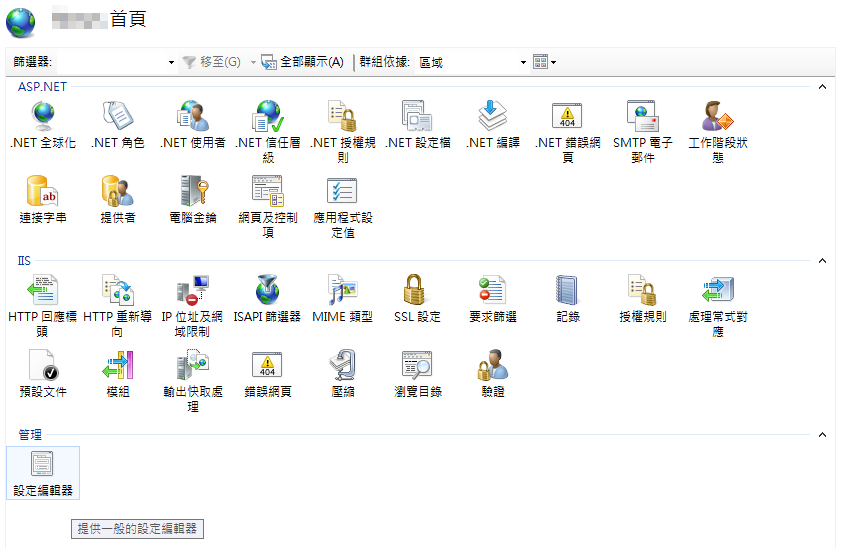 首頁
篩選器: 移至(G) 全部顯示(A) 群組依據: 區域
ASP.NET
.NET 全球化 .NET 角色 .NET 使用者 .NET 信任層 .NET 授權規 .NET 設定檔 .NET 編譯 .NET 錯誤網 SMTP 電子 工作階段狀
級 則 頁 郵件 態
連接字串 提供者 電腦金鑰 網頁及控制 應用程式設
項 定值
IIS
HTTP 回應標 HTTP 重新導 IP 位址及網 ISAPI 篩選器 MIME 類型 SSL 設定 要求篩選 記錄 授權規則 處理常式對
頭 向 域限制 應
預設文件 模組 輸出快取處 錯誤網頁 壓縮 瀏覽目錄 驗證
理
管理
設定編輯器
提供一般的設定編輯器